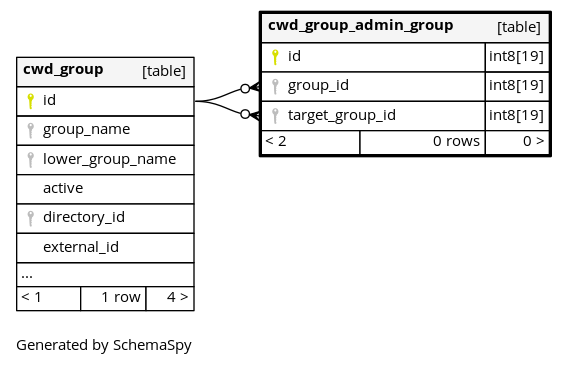 cwd_group_admin_group [table]
id int8[19]
group_id int8[19]
target_group_id int8[19]
< 2 0 rows 0 >
cwd_group [table]
id
group_name
lower_group_name
active
directory_id
external_id
...
< 1 1 row 4 >
Generated by SchemaSpy